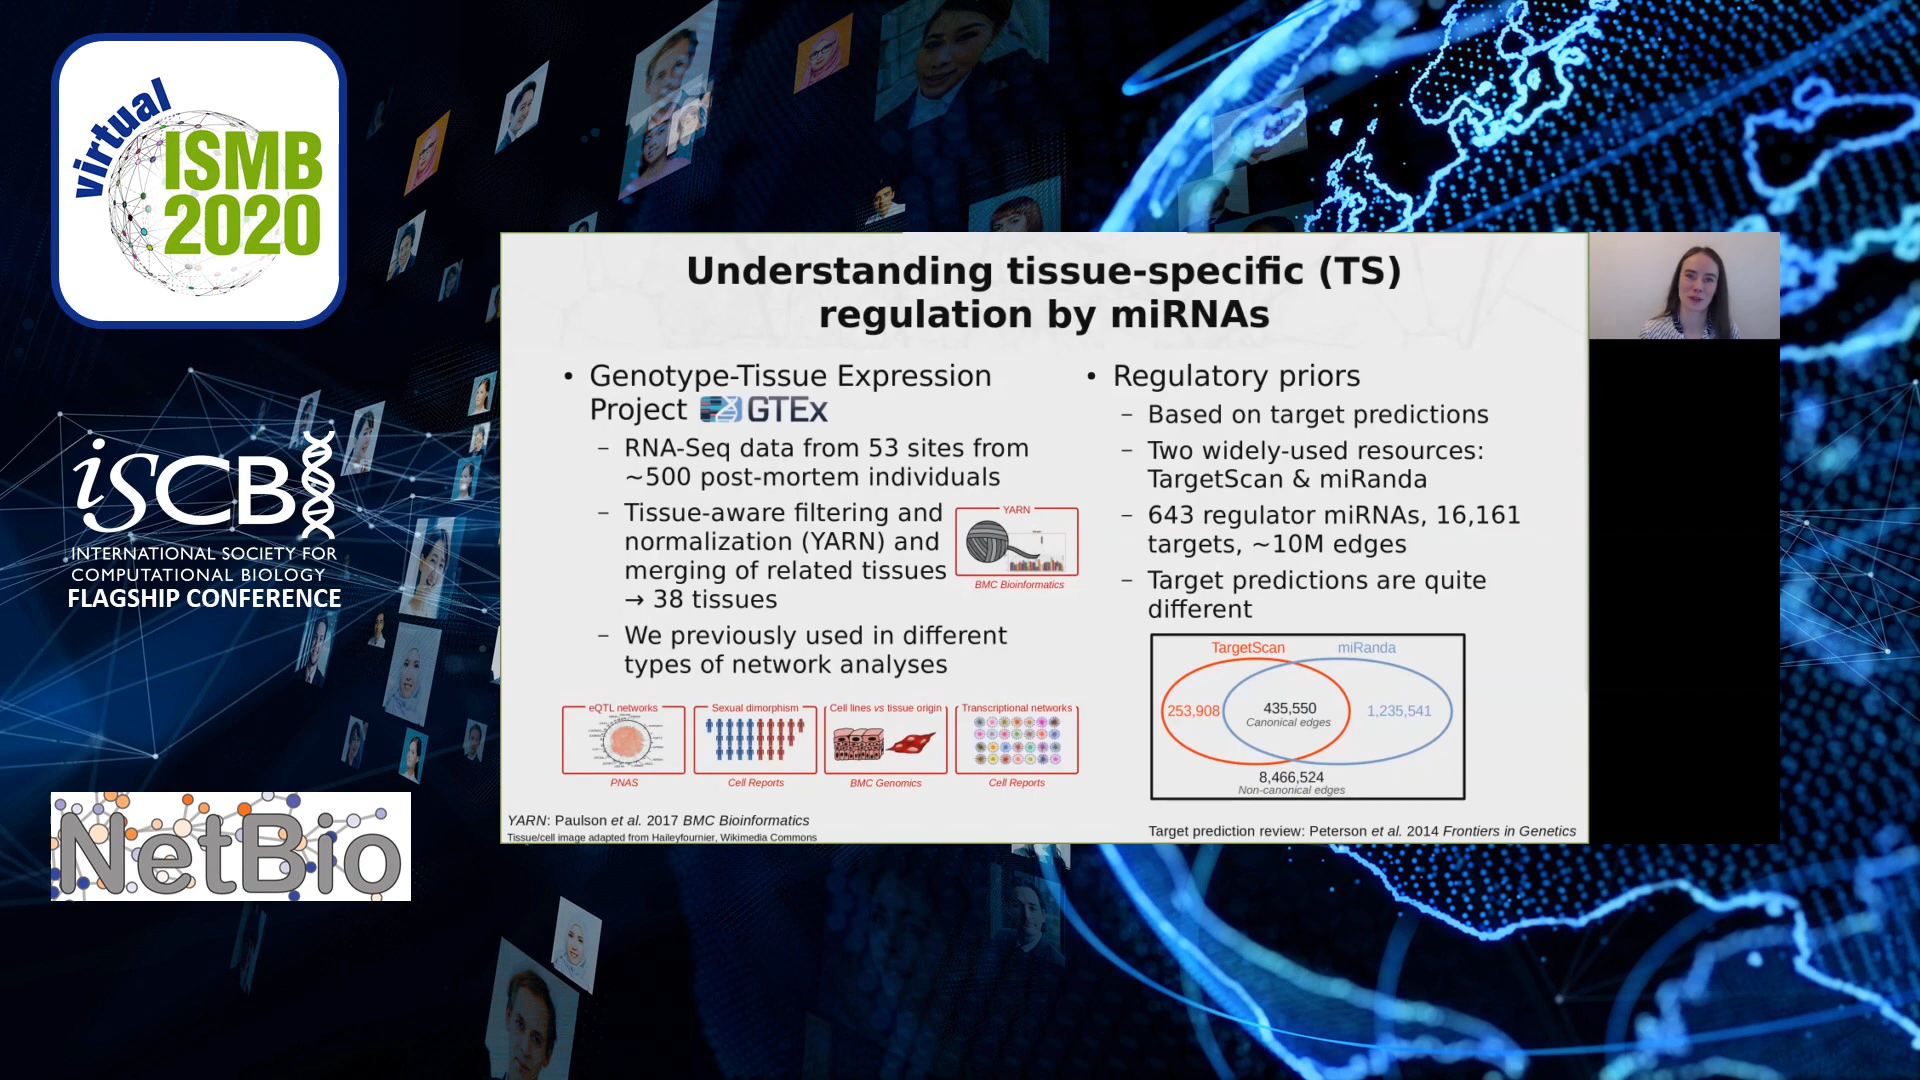 virtual
ISMB
2020
iSCB
INTERNATIONAL SOCIETY FOR
COMPUTATIONAL BIOLOGY
FLAGSHIP CONFERENCE
NetBio
Understanding tissue-specific (TS)
regulation by miRNAs
• Genotype-Tissue Expression
Project GTEx
– RNA-Seq data from 53 sites from
~500 post-mortem individuals
– Tissue-aware filtering and
normalization (YARN) and
merging of related tissues
→ 38 tissues
YARN
BMC Bioinformatics
– We previously used in different
types of network analyses
eQTL networks
PNAS
Sexual dimorphism
Cell Reports
Cell lines vs tissue origin
BMC Genomics
Transcriptional networks
Cell Reports
YARN: Paulson et al. 2017 BMC Bioinformatics
Tissue/cell image adapted from Haileyfournier, Wikimedia Commons
• Regulatory priors
– Based on target predictions
– Two widely-used resources:
TargetScan & miRanda
– 643 regulator miRNAs, 16,161
targets, ~10M edges
– Target predictions are quite
different
TargetScan miRanda
253,908 435,550 1,235,541
Canonical edges
8,466,524
Non-canonical edges
Target prediction review: Peterson et al. 2014 Frontiers in Genetics